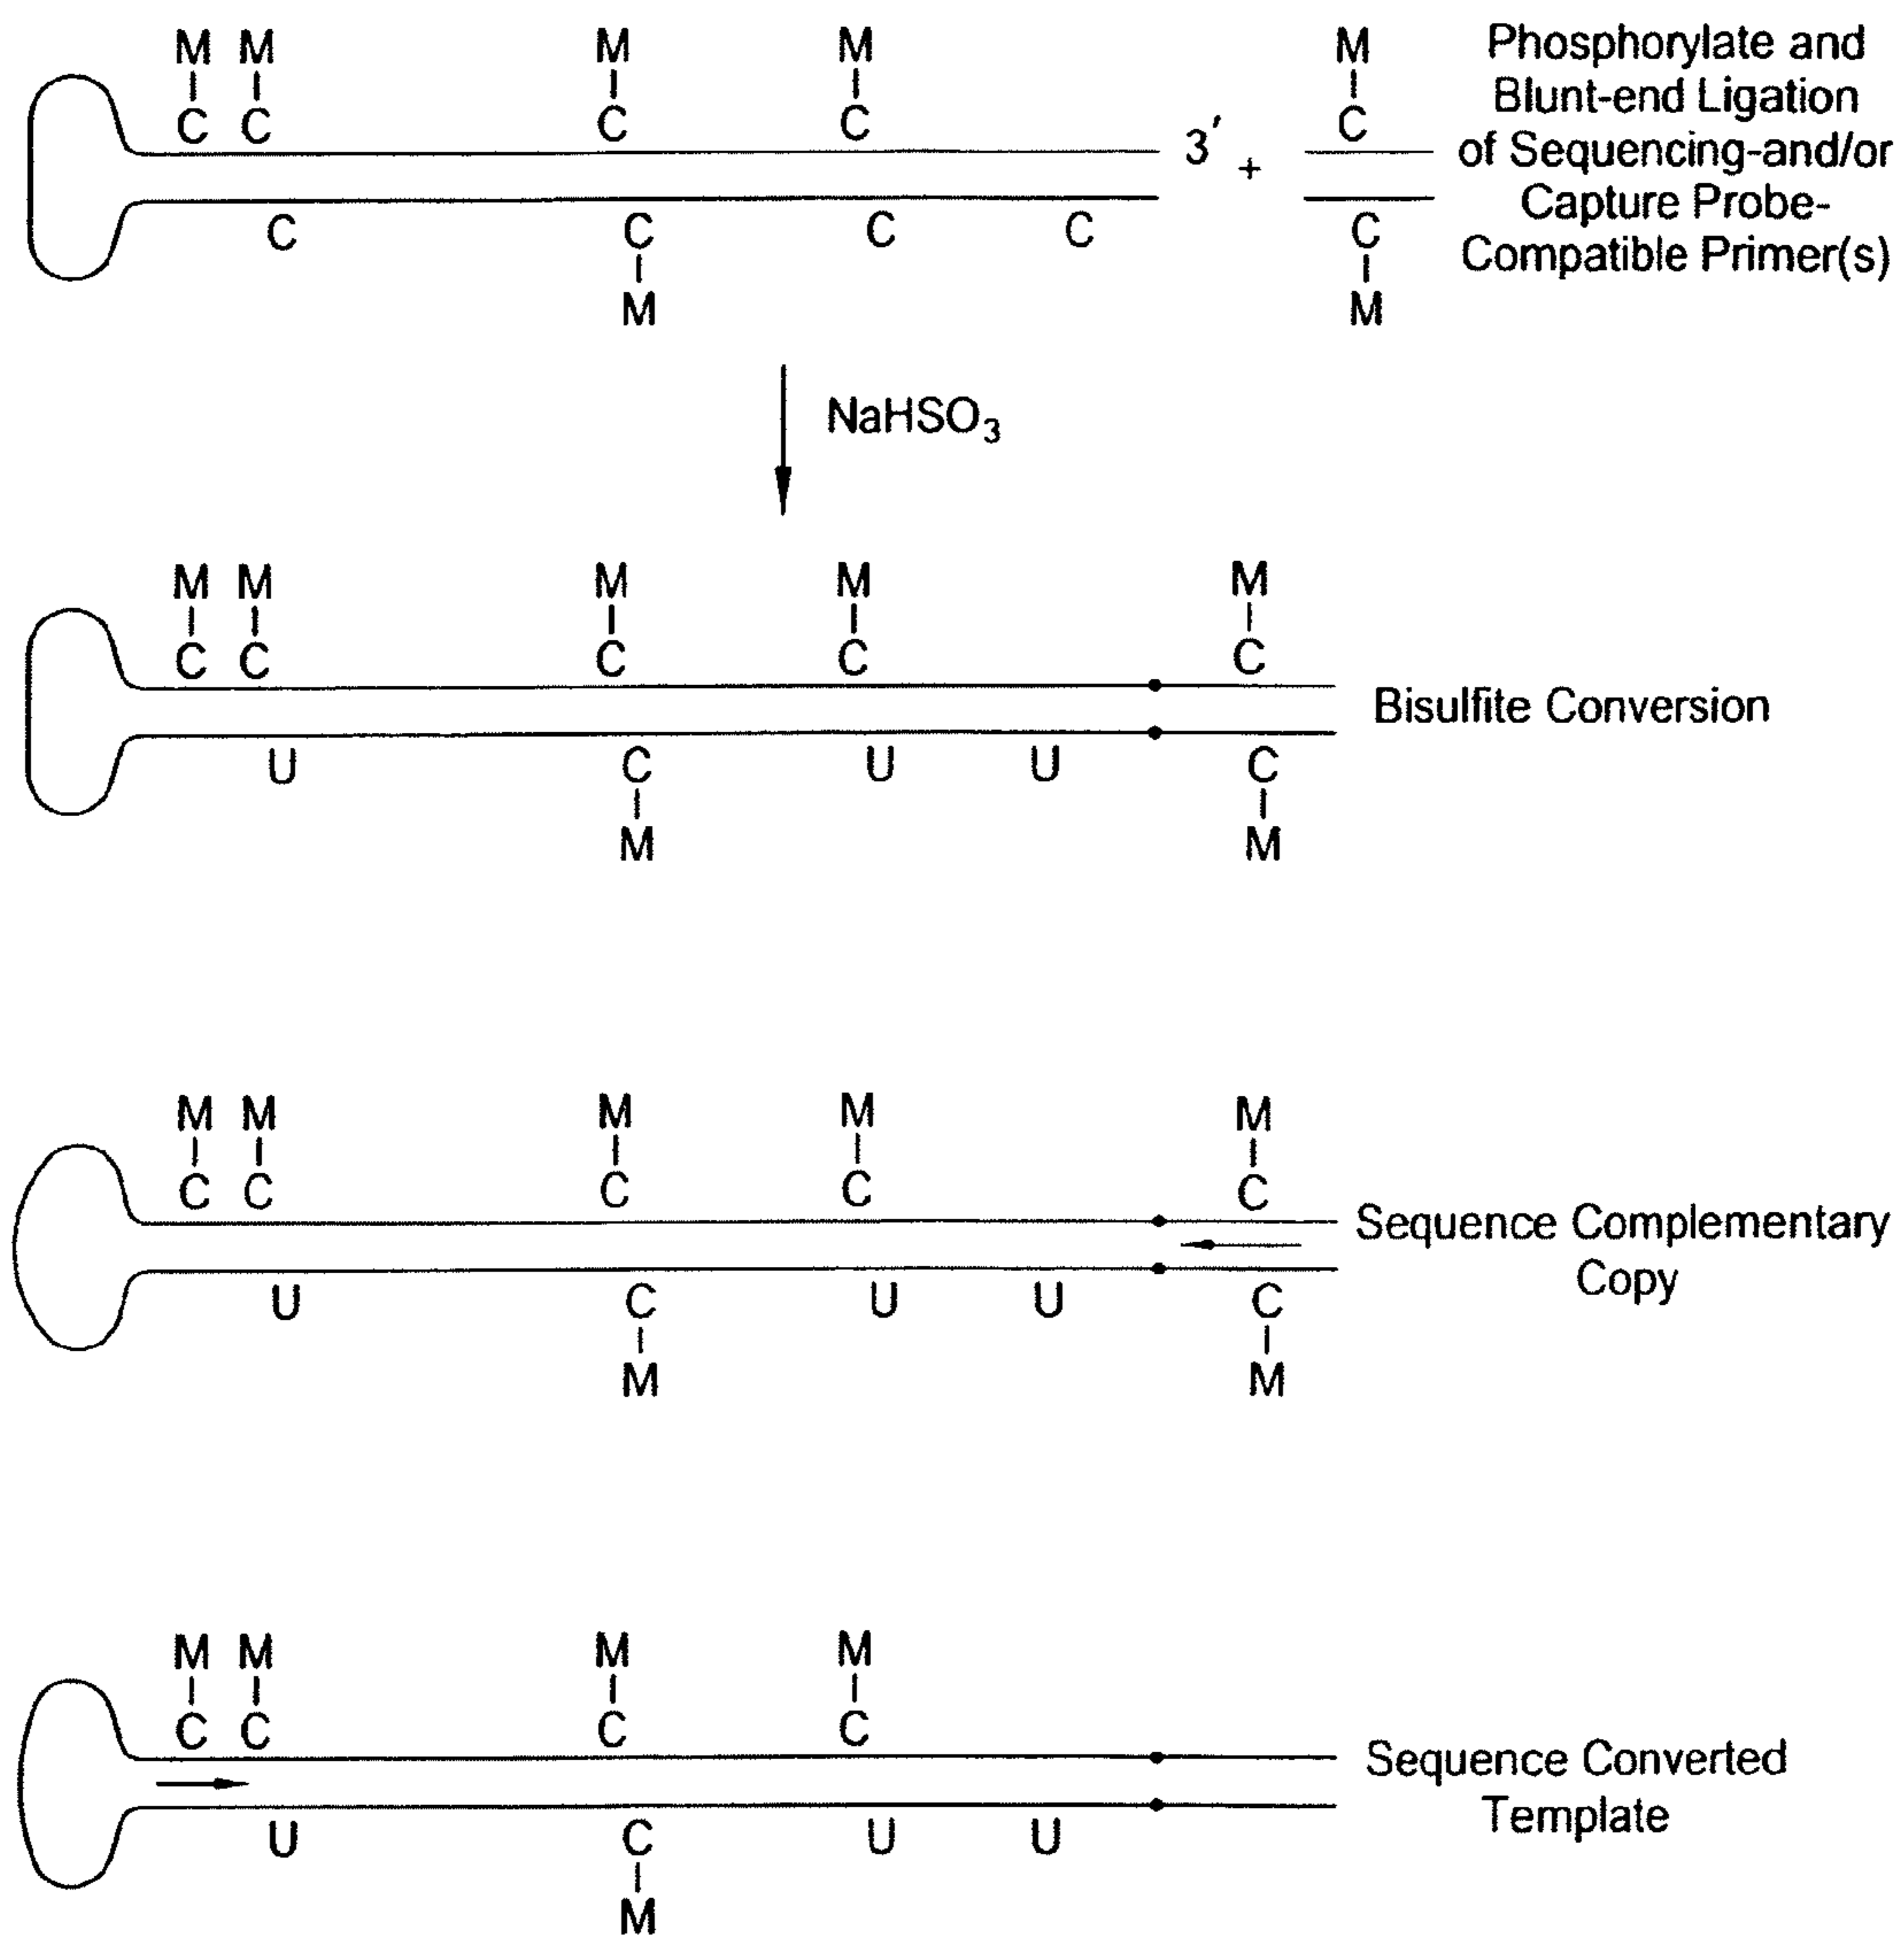 M M M M M
C C C C C
3′ +
C C C C C
M M
Phosphorylate and
Blunt-end Ligation
of Sequencing-and/or
Capture Probe-
Compatible Primer(s)
NaHSO₃
M M M M M
C C C C C
Bisulfite Conversion
U C U U C
M M
M M M M M
C C C C C
Sequence Complementary
Copy
U C U U C
M M
M M M M
C C C C
Sequence Converted
Template
U C U U
M